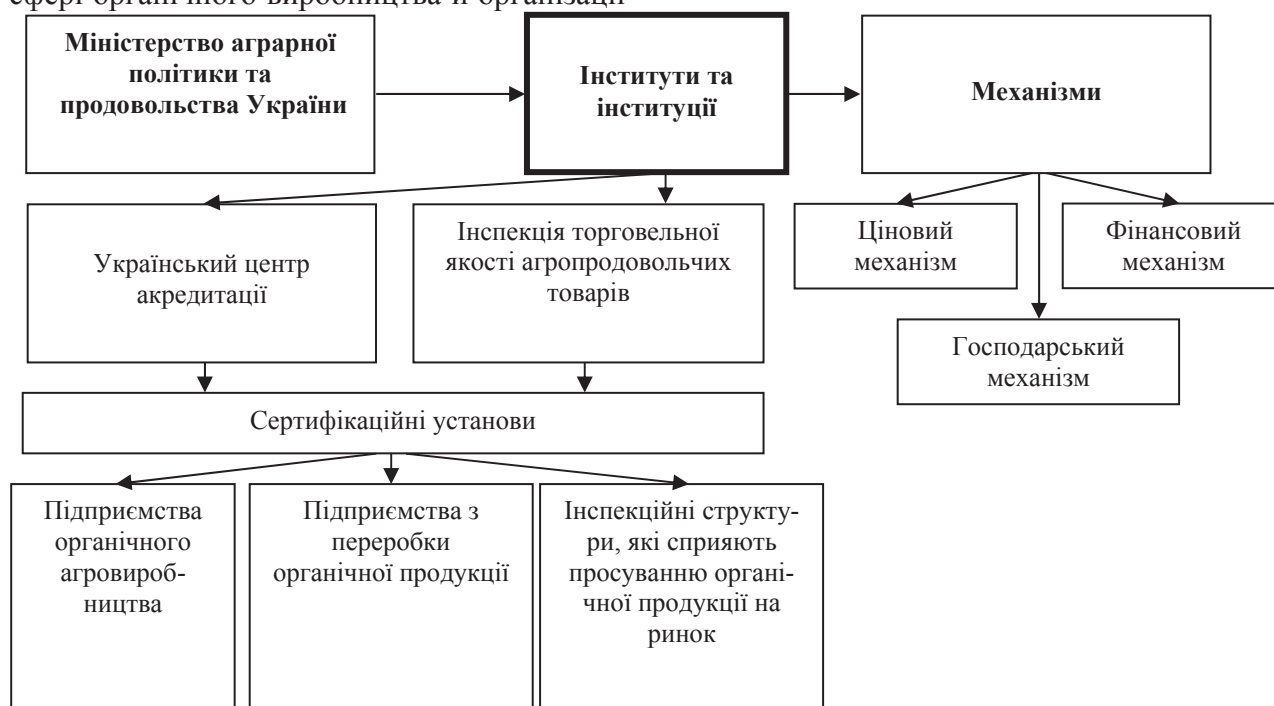 сфері органічного виробництва й організації
Міністерство аграрної
політики та
продовольства України
Інститути та
інституції
Механізми
Український центр
акредитації
Інспекція торговельної
якості агропродовольчих
товарів
Ціновий
механізм
Фінансовий
механізм
Господарський
механізм
Сертифікаційні установи
Підприємства
органічного
агровироб-
ництва
Підприємства з
переробки
органічної продукції
Інспекційні структу-
ри, які сприяють
просуванню органі-
чної продукції на
ринок